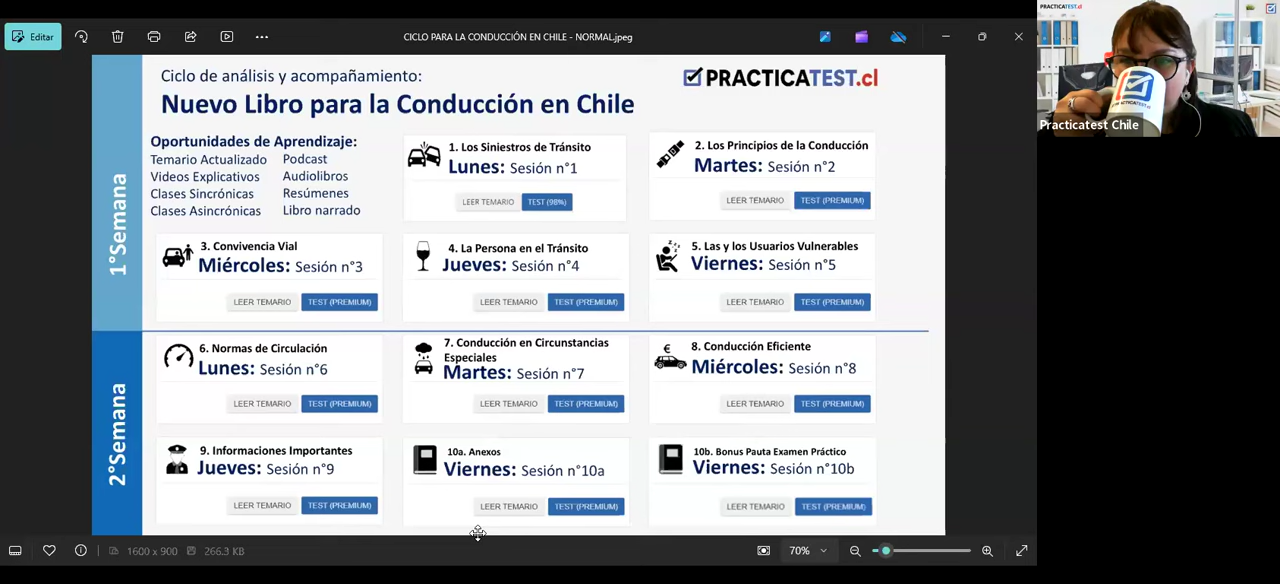 Editar
CICLO PARA LA CONDUCCIÓN EN CHILE - NORMAL.jpeg
Ciclo de análisis y acompañamiento:
Nuevo Libro para la Conducción en Chile
PRACTICATEST.cl
Oportunidades de Aprendizaje:
Temario Actualizado
Videos Explicativos
Clases Sincrónicas
Clases Asincrónicas
Podcast
Audiolibros
Resúmenes
Libro narrado
1°Semana
1. Los Siniestros de Tránsito
Lunes: Sesión n°1
LEER TEMARIO
TEST (98%)
2. Los Principios de la Conducción
Martes: Sesión n°2
LEER TEMARIO
TEST (PREMIUM)
3. Convivencia Vial
Miércoles: Sesión n°3
LEER TEMARIO
TEST (PREMIUM)
4. La Persona en el Tránsito
Jueves: Sesión n°4
LEER TEMARIO
TEST (PREMIUM)
5. Las y los Usuarios Vulnerables
Viernes: Sesión n°5
LEER TEMARIO
TEST (PREMIUM)
2°Semana
6. Normas de Circulación
Lunes: Sesión n°6
LEER TEMARIO
TEST (PREMIUM)
7. Conducción en Circunstancias
Especiales
Martes: Sesión n°7
LEER TEMARIO
TEST (PREMIUM)
8. Conducción Eficiente
Miércoles: Sesión n°8
LEER TEMARIO
TEST (PREMIUM)
9. Informaciones Importantes
Jueves: Sesión n°9
LEER TEMARIO
TEST (PREMIUM)
10a. Anexos
Viernes: Sesión n°10a
LEER TEMARIO
TEST (PREMIUM)
10b. Bonus Pauta Examen Práctico
Viernes: Sesión n°10b
LEER TEMARIO
TEST (PREMIUM)
1600 x 900
266.3 KB
70%
PRACTICATEST.cl
PRACTICATEST.cl
Practicatest Chile